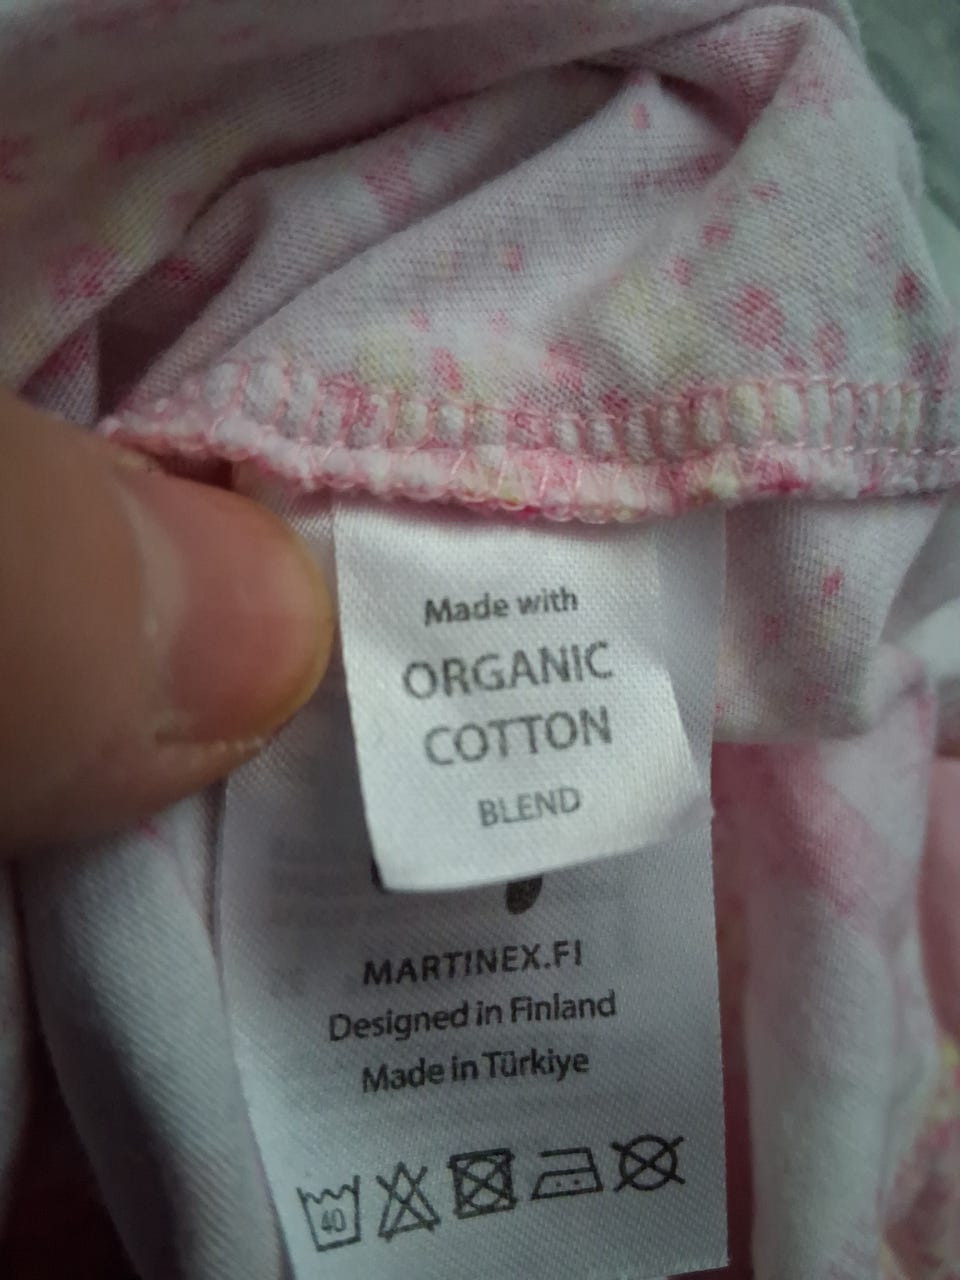 Made with
ORGANIC
COTTON
BLEND
MARTINEX.FI
Designed in Finland
Made in Türkiye
40